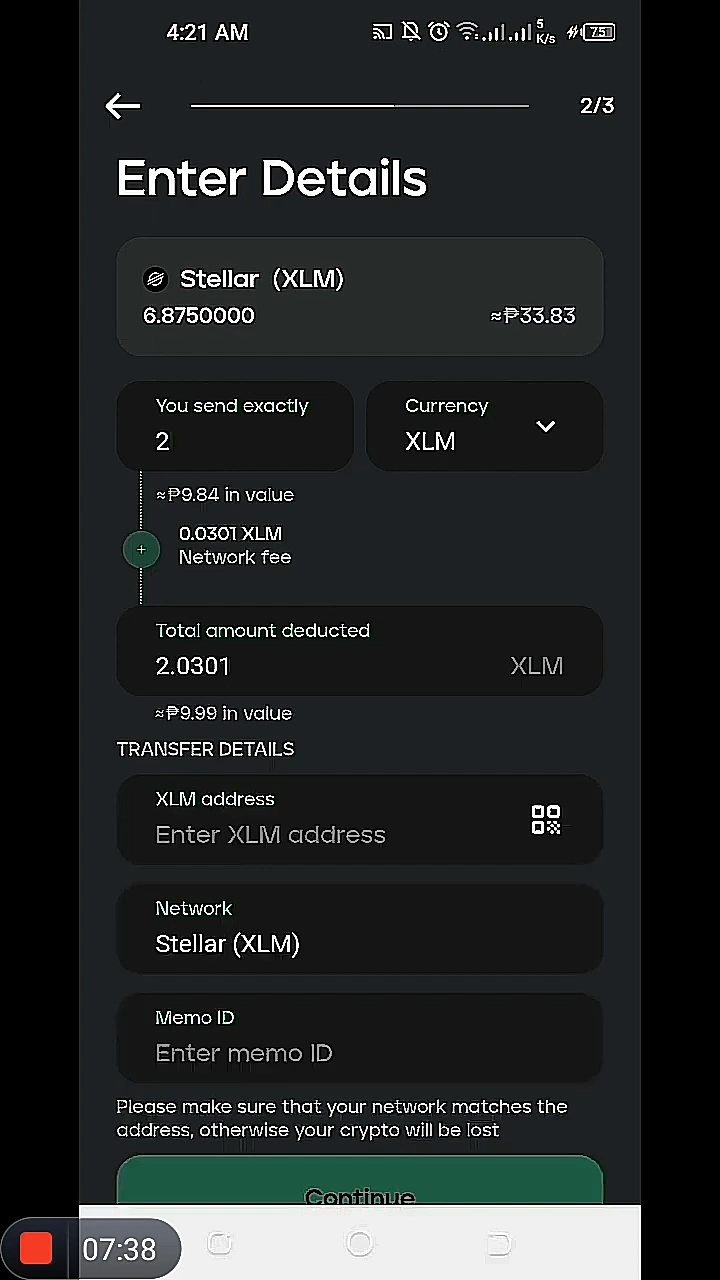 4:21 AM 5 K/s 75
2/3
Enter Details
Stellar (XLM)
6.8750000 ≈₱33.83
You send exactly Currency
2 XLM
≈₱9.84 in value
0.0301 XLM
Network fee
Total amount deducted
2.0301 XLM
≈₱9.99 in value
TRANSFER DETAILS
XLM address
Enter XLM address
Network
Stellar (XLM)
Memo ID
Enter memo ID
Please make sure that your network matches the
address, otherwise your crypto will be lost
Continue
07:38